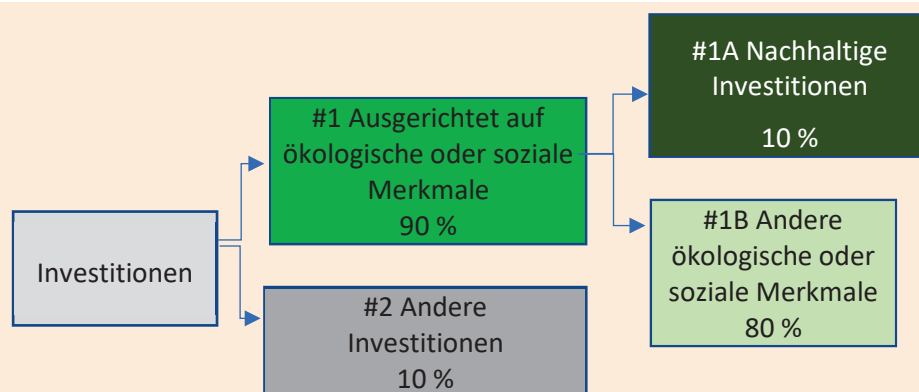 Investitionen
#1 Ausgerichtet auf
ökologische oder soziale
Merkmale
90 %
#2 Andere
Investitionen
10 %
#1A Nachhaltige
Investitionen
10 %
#1B Andere
ökologische oder
soziale Merkmale
80 %